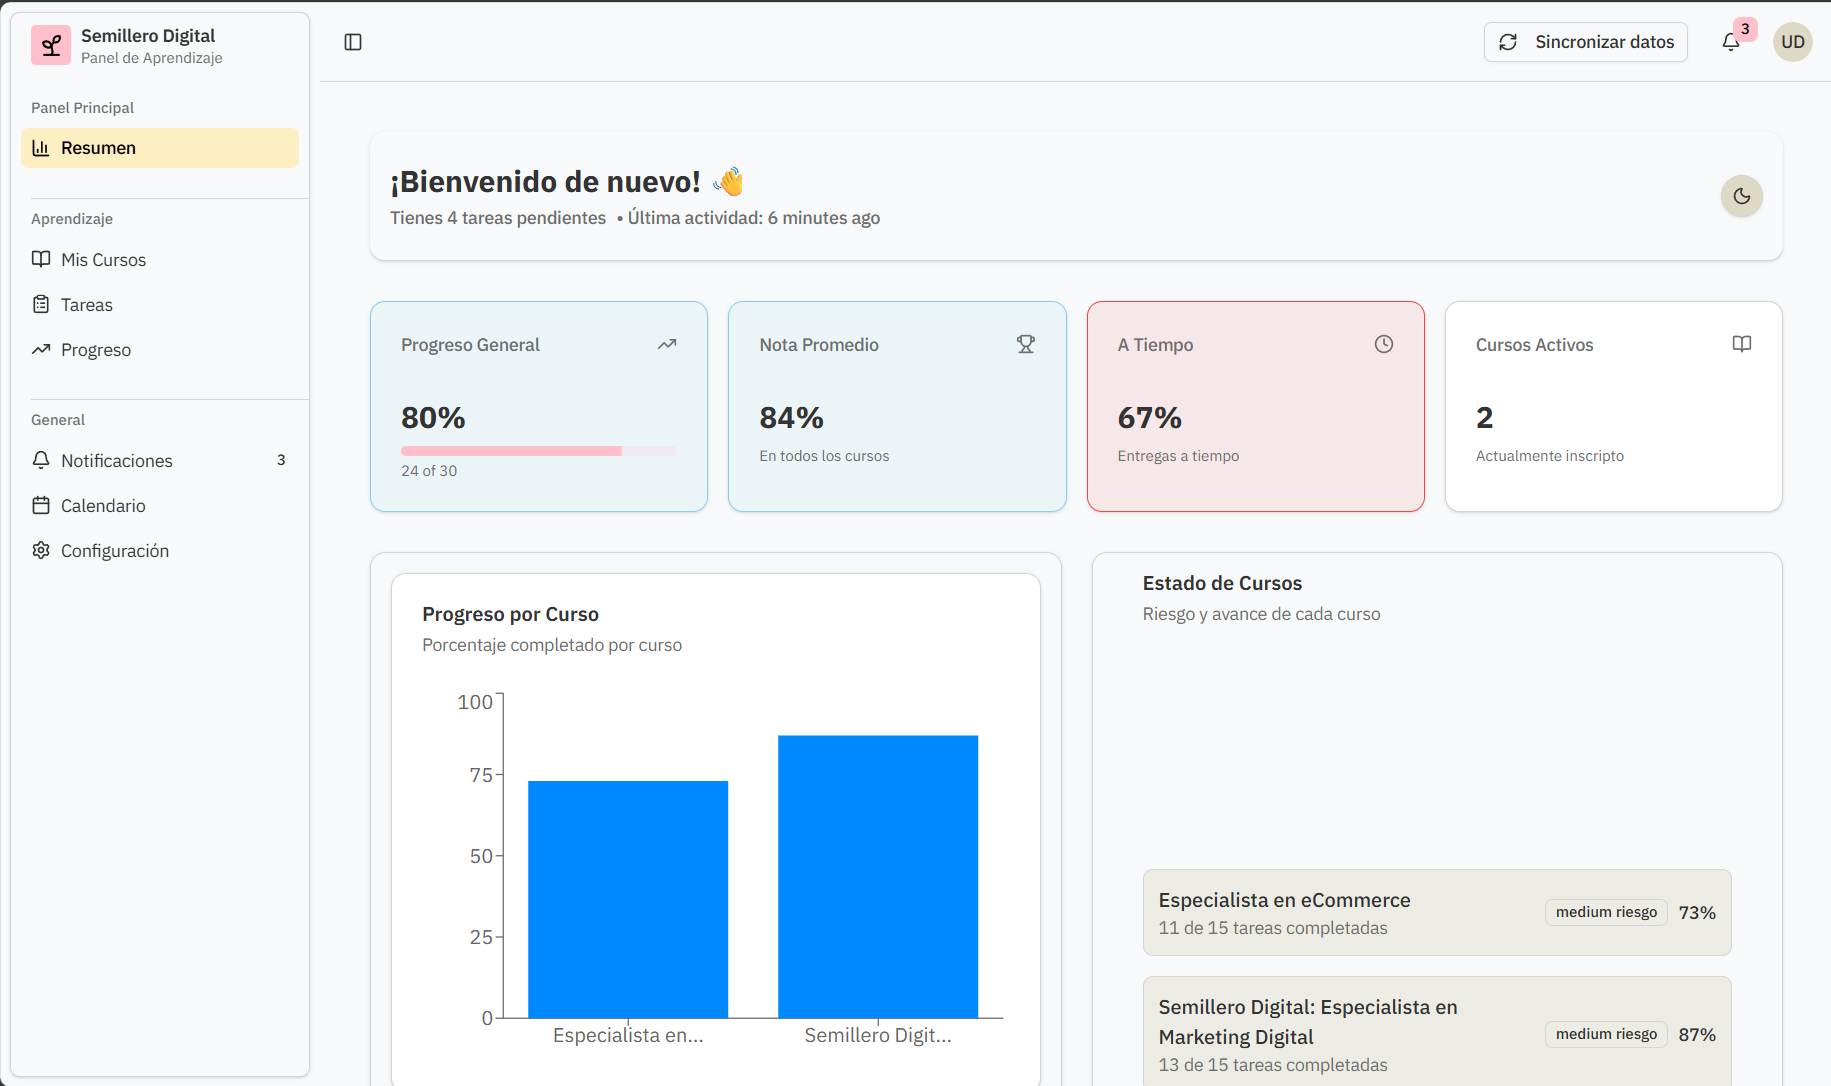 Semillero Digital
Panel de Aprendizaje
Panel Principal
Resumen
Aprendizaje
Mis Cursos
Tareas
Progreso
General
Notificaciones 3
Calendario
Configuración
Sincronizar datos
3
UD
¡Bienvenido de nuevo! 👋
Tienes 4 tareas pendientes • Última actividad: 6 minutes ago
Progreso General
80%
24 of 30
Nota Promedio
84%
En todos los cursos
A Tiempo
67%
Entregas a tiempo
Cursos Activos
2
Actualmente inscripto
Progreso por Curso
Porcentaje completado por curso
100
75
50
25
0
Especialista en...
Semillero Digit...
Estado de Cursos
Riesgo y avance de cada curso
Especialista en eCommerce
11 de 15 tareas completadas
medium riesgo 73%
Semillero Digital: Especialista en
Marketing Digital
13 de 15 tareas completadas
medium riesgo 87%